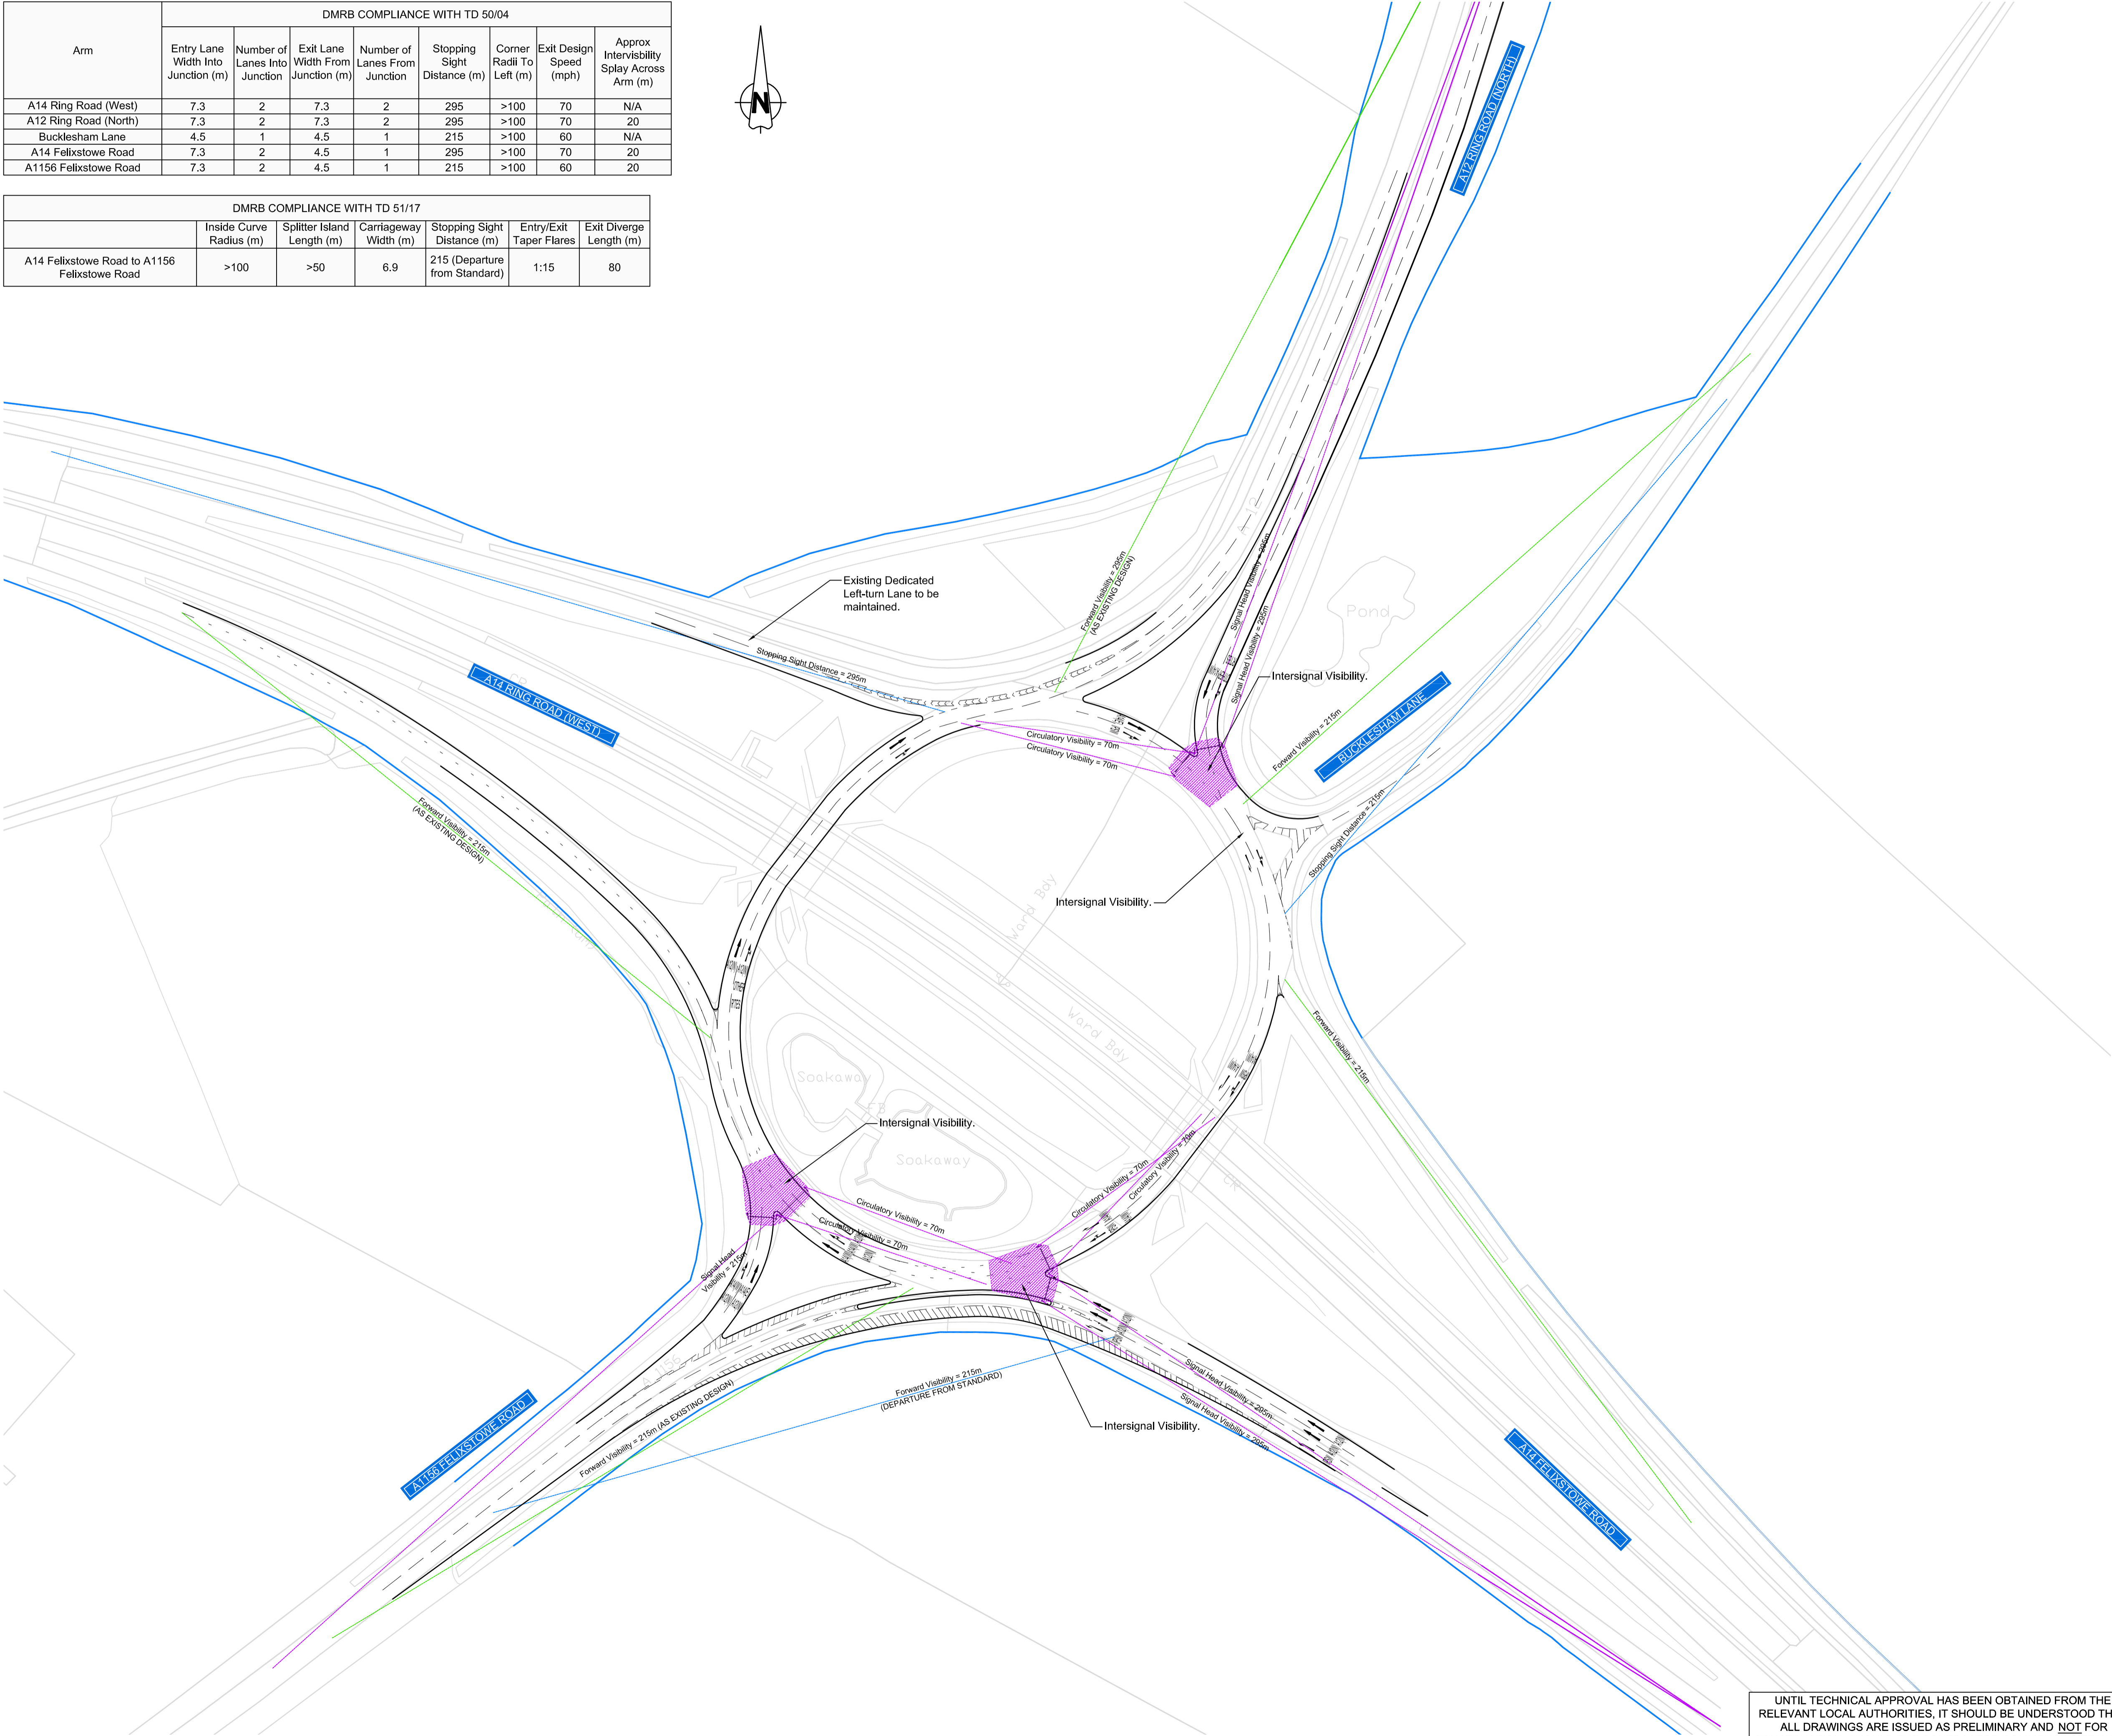 DMRB COMPLIANCE WITH TD 50/04
Arm
Entry Lane Width Into Junction (m)
Number of Lanes Into Junction
Exit Lane Width From Junction (m)
Number of Lanes From Junction
Stopping Sight Distance (m)
Corner Radii To Left (m)
Exit Design Speed (mph)
Approx Intervisbility Splay Across Arm (m)
A14 Ring Road (West) 7.3 2 7.3 2 295 >100 70 N/A
A12 Ring Road (North) 7.3 2 7.3 2 295 >100 70 20
Bucklesham Lane 4.5 1 4.5 1 215 >100 60 N/A
A14 Felixstowe Road 7.3 2 4.5 1 295 >100 70 20
A1156 Felixstowe Road 7.3 2 4.5 1 215 >100 60 20
DMRB COMPLIANCE WITH TD 51/17
Inside Curve Radius (m)
Splitter Island Length (m)
Carriageway Width (m)
Stopping Sight Distance (m)
Entry/Exit Taper Flares
Exit Diverge Length (m)
A14 Felixstowe Road to A1156 Felixstowe Road
>100
>50
6.9
215 (Departure from Standard)
1:15
80
N
A12 RING ROAD (NORTH)
A 12
Existing Dedicated
Left-turn Lane to be
maintained.
Forward Visibility = 295m
(AS EXISTING DESIGN)
Signal Head Visibility = 295m
Signal Head Visibility = 295m
Pond
Stopping Sight Distance = 295m
A14 RING ROAD (WEST)
Intersignal Visibility.
BUCKLESHAM LANE
Forward Visibility = 215m
Circulatory Visibility = 70m
Circulatory Visibility = 70m
Stopping Sight Distance = 215m
Forward Visibility = 215m
(AS EXISTING DESIGN)
Intersignal Visibility.
Ward Bdy
Ward Bdy
Forward Visibility = 215m
Soakaway
FB
Soakaway
Intersignal Visibility.
Circulatory Visibility = 70m
Circulatory Visibility = 70m
Circulatory Visibility = 70m
Circulatory Visibility = 70m
Signal Head
Visibility = 215m
A1156
Signal Head Visibility = 295m
Signal Head Visibility = 295m
Forward Visibility = 215m
(DEPARTURE FROM STANDARD)
Forward Visibility = 215m (AS EXISTING DESIGN)
Intersignal Visibility.
A1156 FELIXSTOWE ROAD
A14 FELIXSTOWE ROAD
UNTIL TECHNICAL APPROVAL HAS BEEN OBTAINED FROM THE
RELEVANT LOCAL AUTHORITIES, IT SHOULD BE UNDERSTOOD TH
ALL DRAWINGS ARE ISSUED AS PRELIMINARY AND NOT FOR